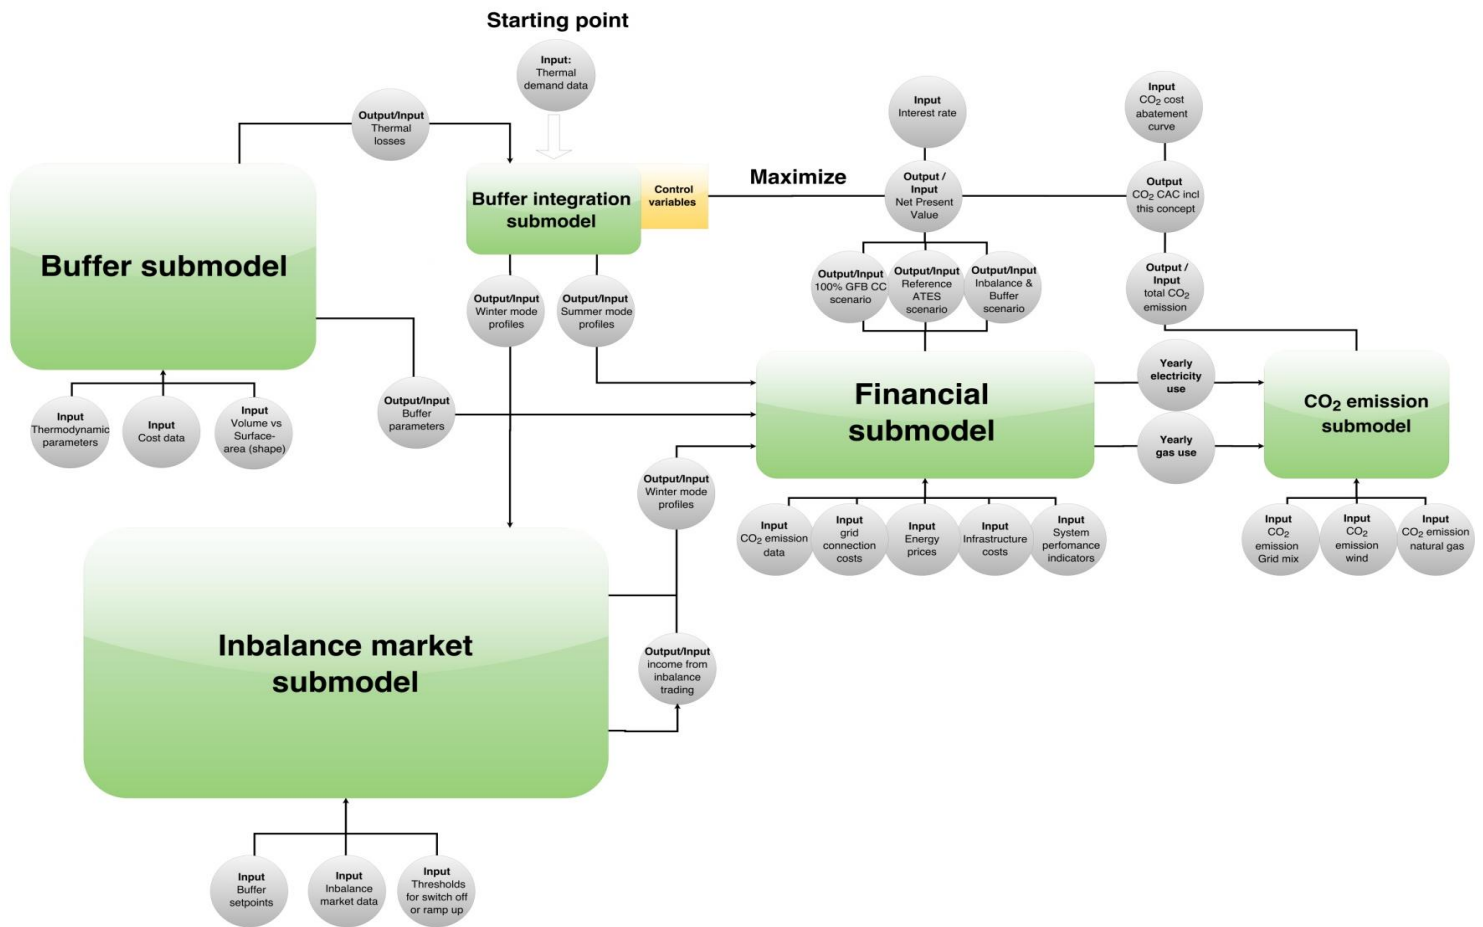 Starting point
Input:
Thermal
demand data
Output/Input
Thermal
losses
Input
Interest rate
Input
CO₂ cost
abatement
curve
Buffer integration
submodel
Control
variables
Maximize
Output /
Input
Net Present
Value
Output
CO₂ CAC incl
this concept
Buffer submodel
Output/Input
Winter mode
profiles
Output/Input
Summer mode
profiles
Output/Input
100% GFB CC
scenario
Output/Input
Reference
ATES
scenario
Output/Input
Inbalance &
Buffer
scenario
Output /
Input
total CO₂
emission
Input
Thermodynamic
parameters
Input
Cost data
Input
Volume vs
Surface-
area (shape)
Output/Input
Buffer
parameters
Financial
submodel
Yearly
electricity
use
Yearly
gas use
CO₂ emission
submodel
Output/Input
Winter mode
profiles
Input
CO₂ emission
data
Input
grid
connection
costs
Input
Energy
prices
Input
Infrastructure
costs
Input
System
perfomance
indicators
Input
CO₂
emission
Grid mix
Input
CO₂
emission
wind
Input
CO₂ emission
natural gas
Inbalance market
submodel
Output/Input
income from
inbalance
trading
Input
Buffer
setpoints
Input
Inbalance
market data
Input
Thresholds
for switch off
or ramp up